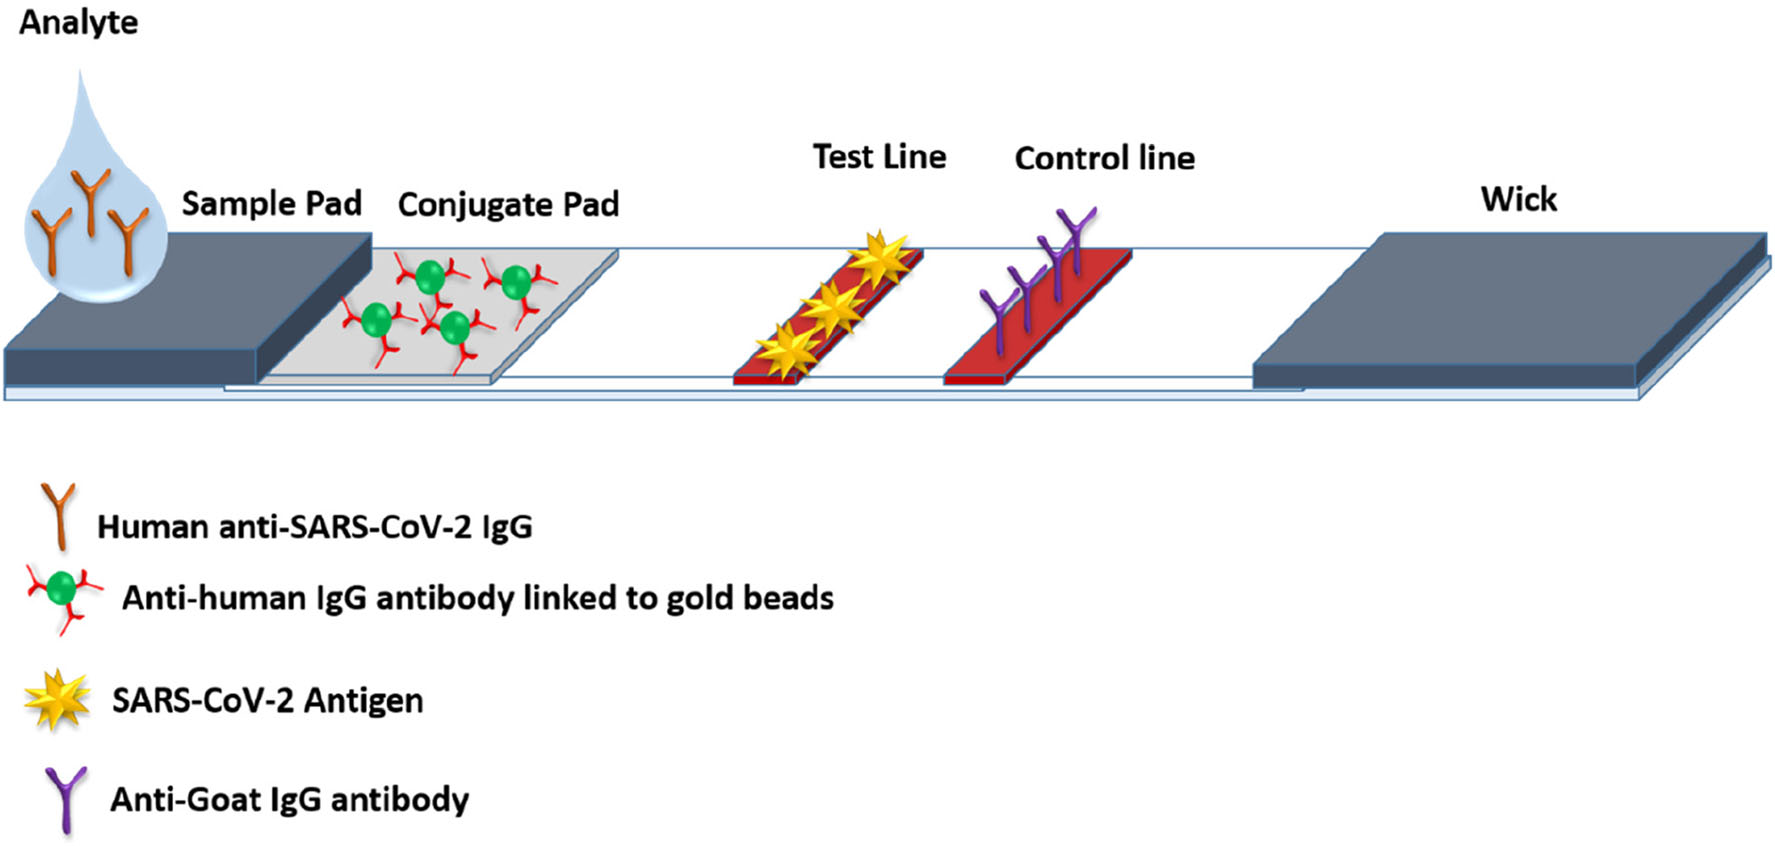 Analyte
Sample Pad
Conjugate Pad
Test Line
Control line
Wick
Human anti-SARS-CoV-2 IgG
Anti-human IgG antibody linked to gold beads
SARS-CoV-2 Antigen
Anti-Goat IgG antibody